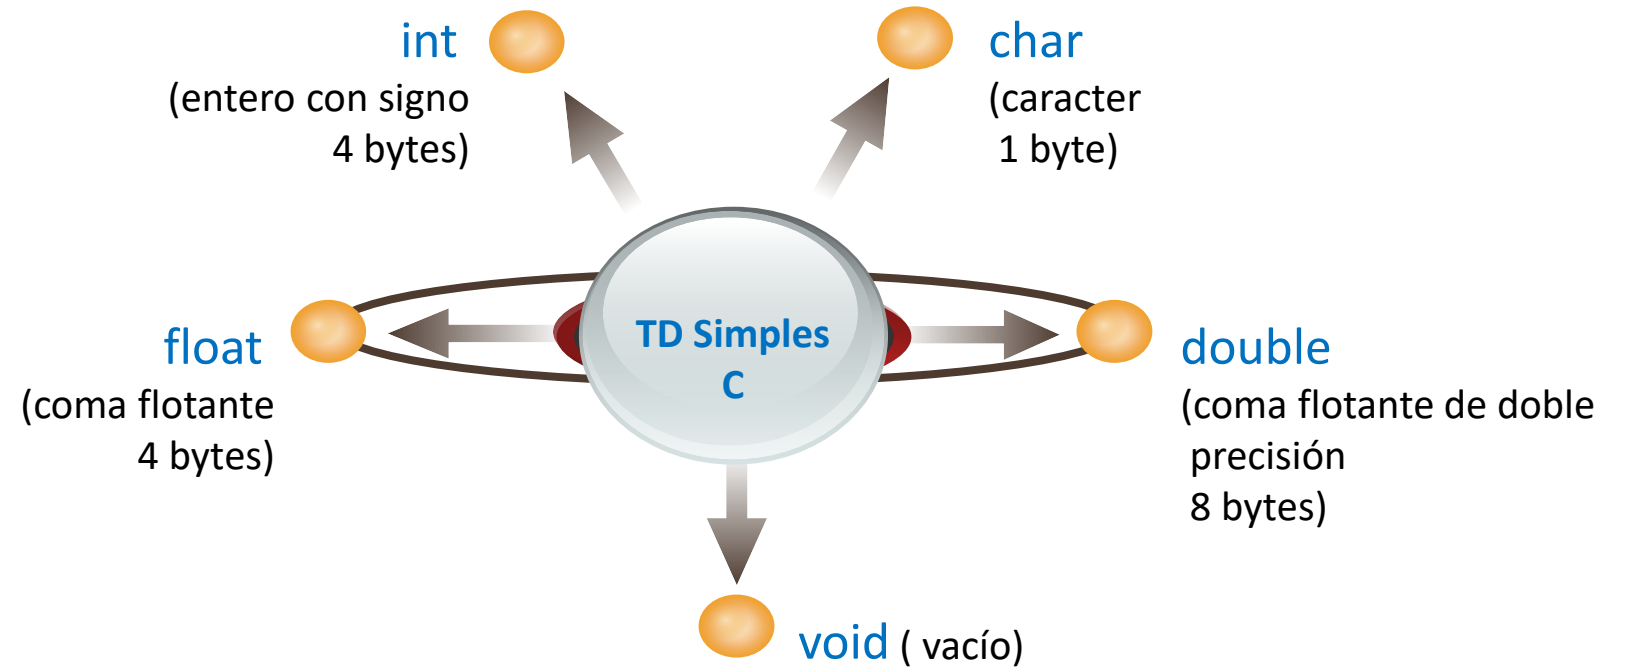 int
(entero con signo
4 bytes)
char
(caracter
1 byte)
float
(coma flotante
4 bytes)
TD Simples
C
double
(coma flotante de doble
precisión
8 bytes)
void ( vacío)